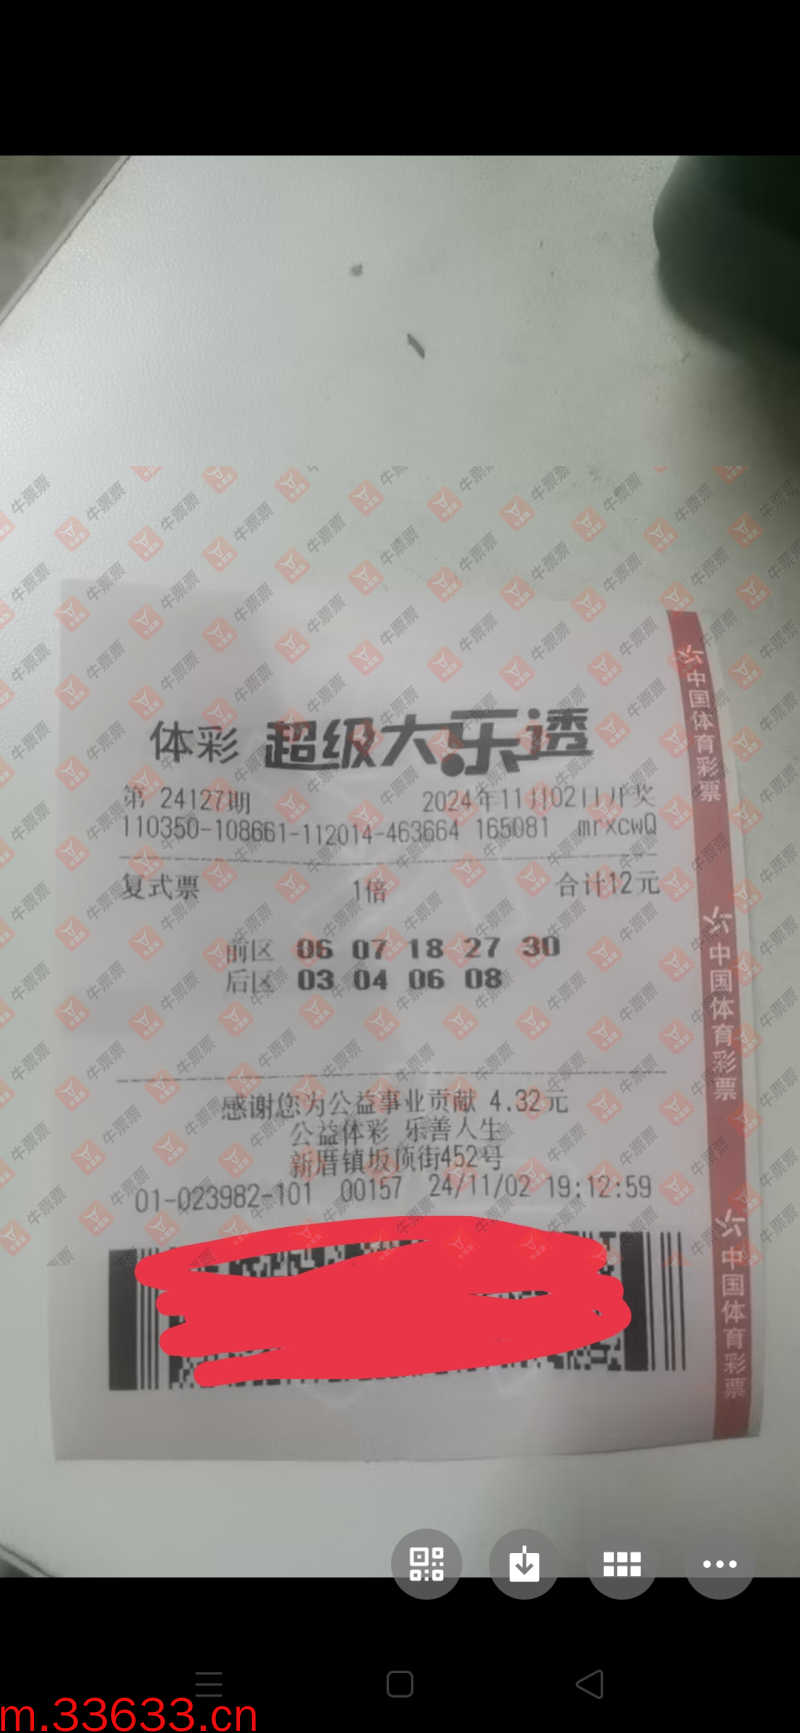 体彩 超级大乐透
第 24127期 2024年11月02日开奖
110350-108661-112014-463664 165081 mrxcwQ
复式票 1倍 合计12元
前区 06 07 18 27 30
后区 03 04 06 08
感谢您为公益事业贡献 4.32元
公益体彩 乐善人生
新厝镇坂顶街452号
01-023982-101 00157 24/11/02 19:12:59
中国体育彩票
中国体育彩票
中国体育彩票
牛票票
m.33633.cn